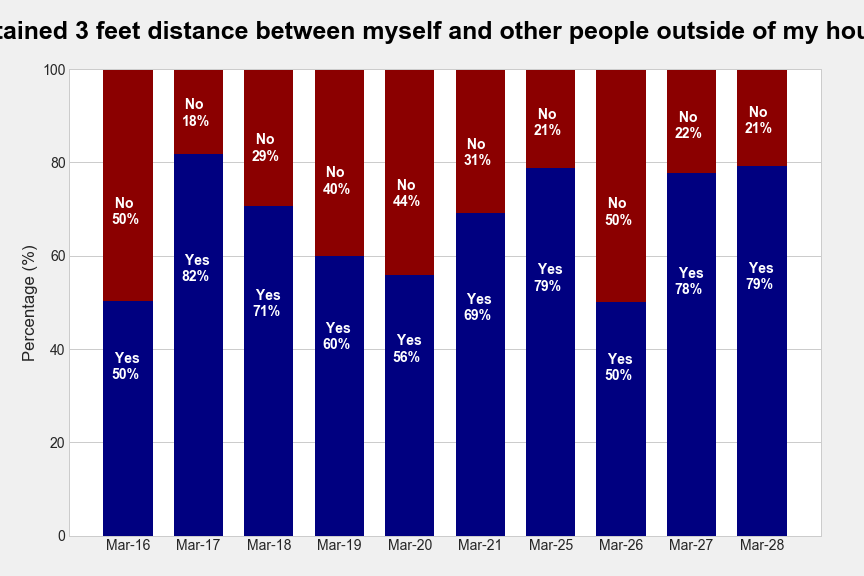 tained 3 feet distance between myself and other people outside of my hou
100
80
60
40
20
0
Percentage (%)
No
50%
Yes
50%
No
18%
Yes
82%
No
29%
Yes
71%
No
40%
Yes
60%
No
44%
Yes
56%
No
31%
Yes
69%
No
21%
Yes
79%
No
50%
Yes
50%
No
22%
Yes
78%
No
21%
Yes
79%
Mar-16 Mar-17 Mar-18 Mar-19 Mar-20 Mar-21 Mar-25 Mar-26 Mar-27 Mar-28